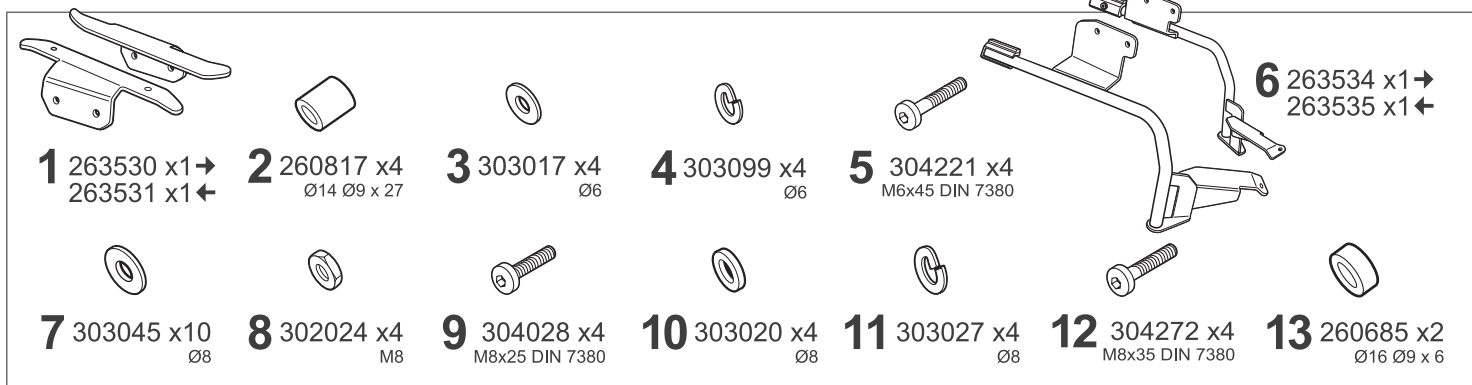 1 263530 x1➔
263531 x1🡰
2 260817 x4
Ø14 Ø9 x 27
3 303017 x4
Ø6
4 303099 x4
Ø6
5 304221 x4
M6x45 DIN 7380
6 263534 x1➔
263535 x1🡰
7 303045 x10
Ø8
8 302024 x4
M8
9 304028 x4
M8x25 DIN 7380
10 303020 x4
Ø8
11 303027 x4
Ø8
12 304272 x4
M8x35 DIN 7380
13 260685 x2
Ø16 Ø9 x 6